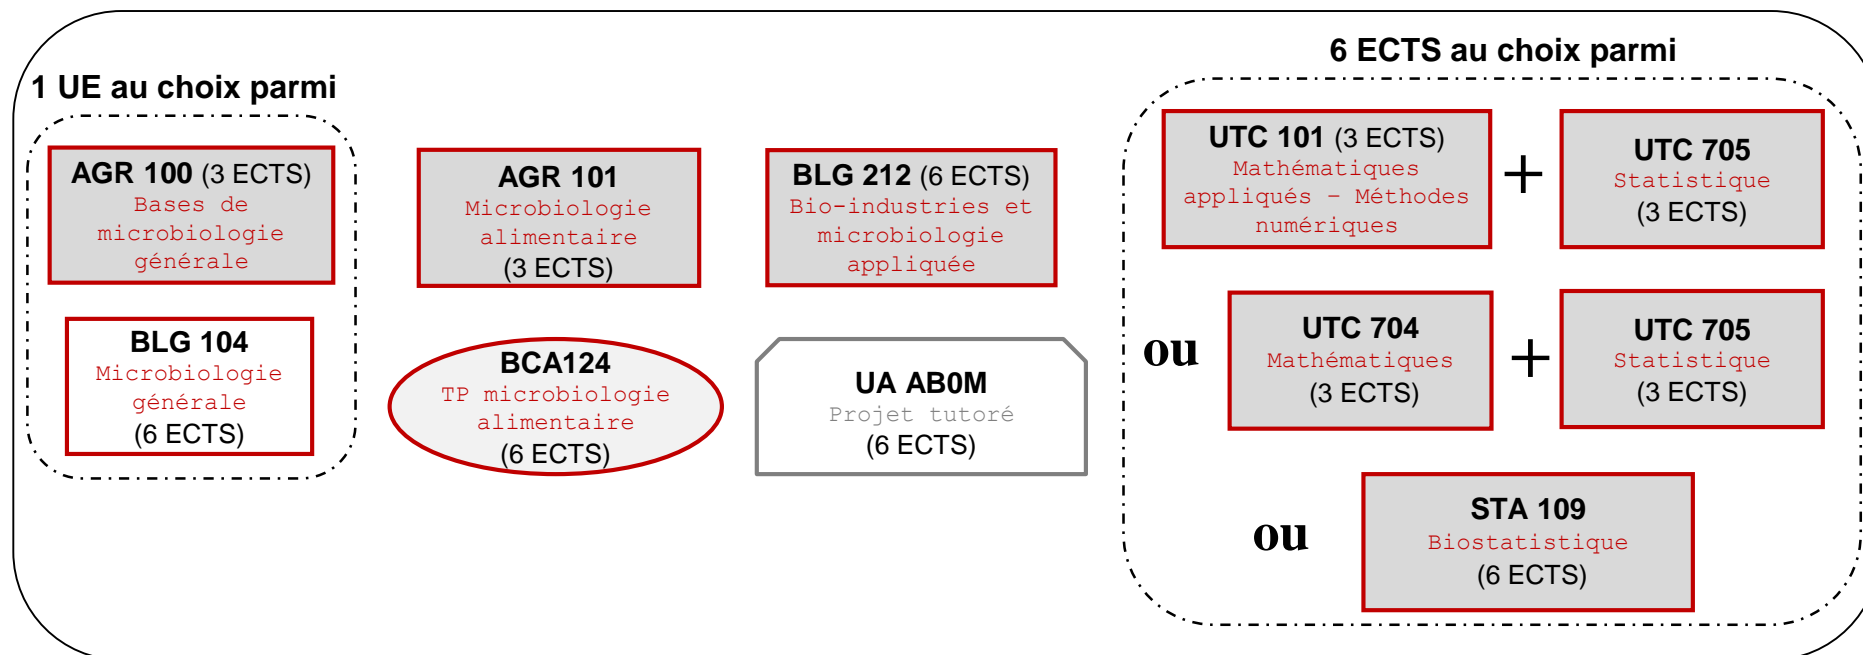 1 UE au choix parmi
AGR 100 (3 ECTS)
Bases de
microbiologie
générale
BLG 104
Microbiologie
générale
(6 ECTS)
AGR 101
Microbiologie
alimentaire
(3 ECTS)
BCA124
TP microbiologie
alimentaire
(6 ECTS)
BLG 212 (6 ECTS)
Bio-industries et
microbiologie
appliquée
UA AB0M
Projet tutoré
(6 ECTS)
6 ECTS au choix parmi
UTC 101 (3 ECTS)
Mathématiques
appliqués – Méthodes
numériques
+
UTC 705
Statistique
(3 ECTS)
ou
UTC 704
Mathématiques
(3 ECTS)
+
UTC 705
Statistique
(3 ECTS)
ou
STA 109
Biostatistique
(6 ECTS)